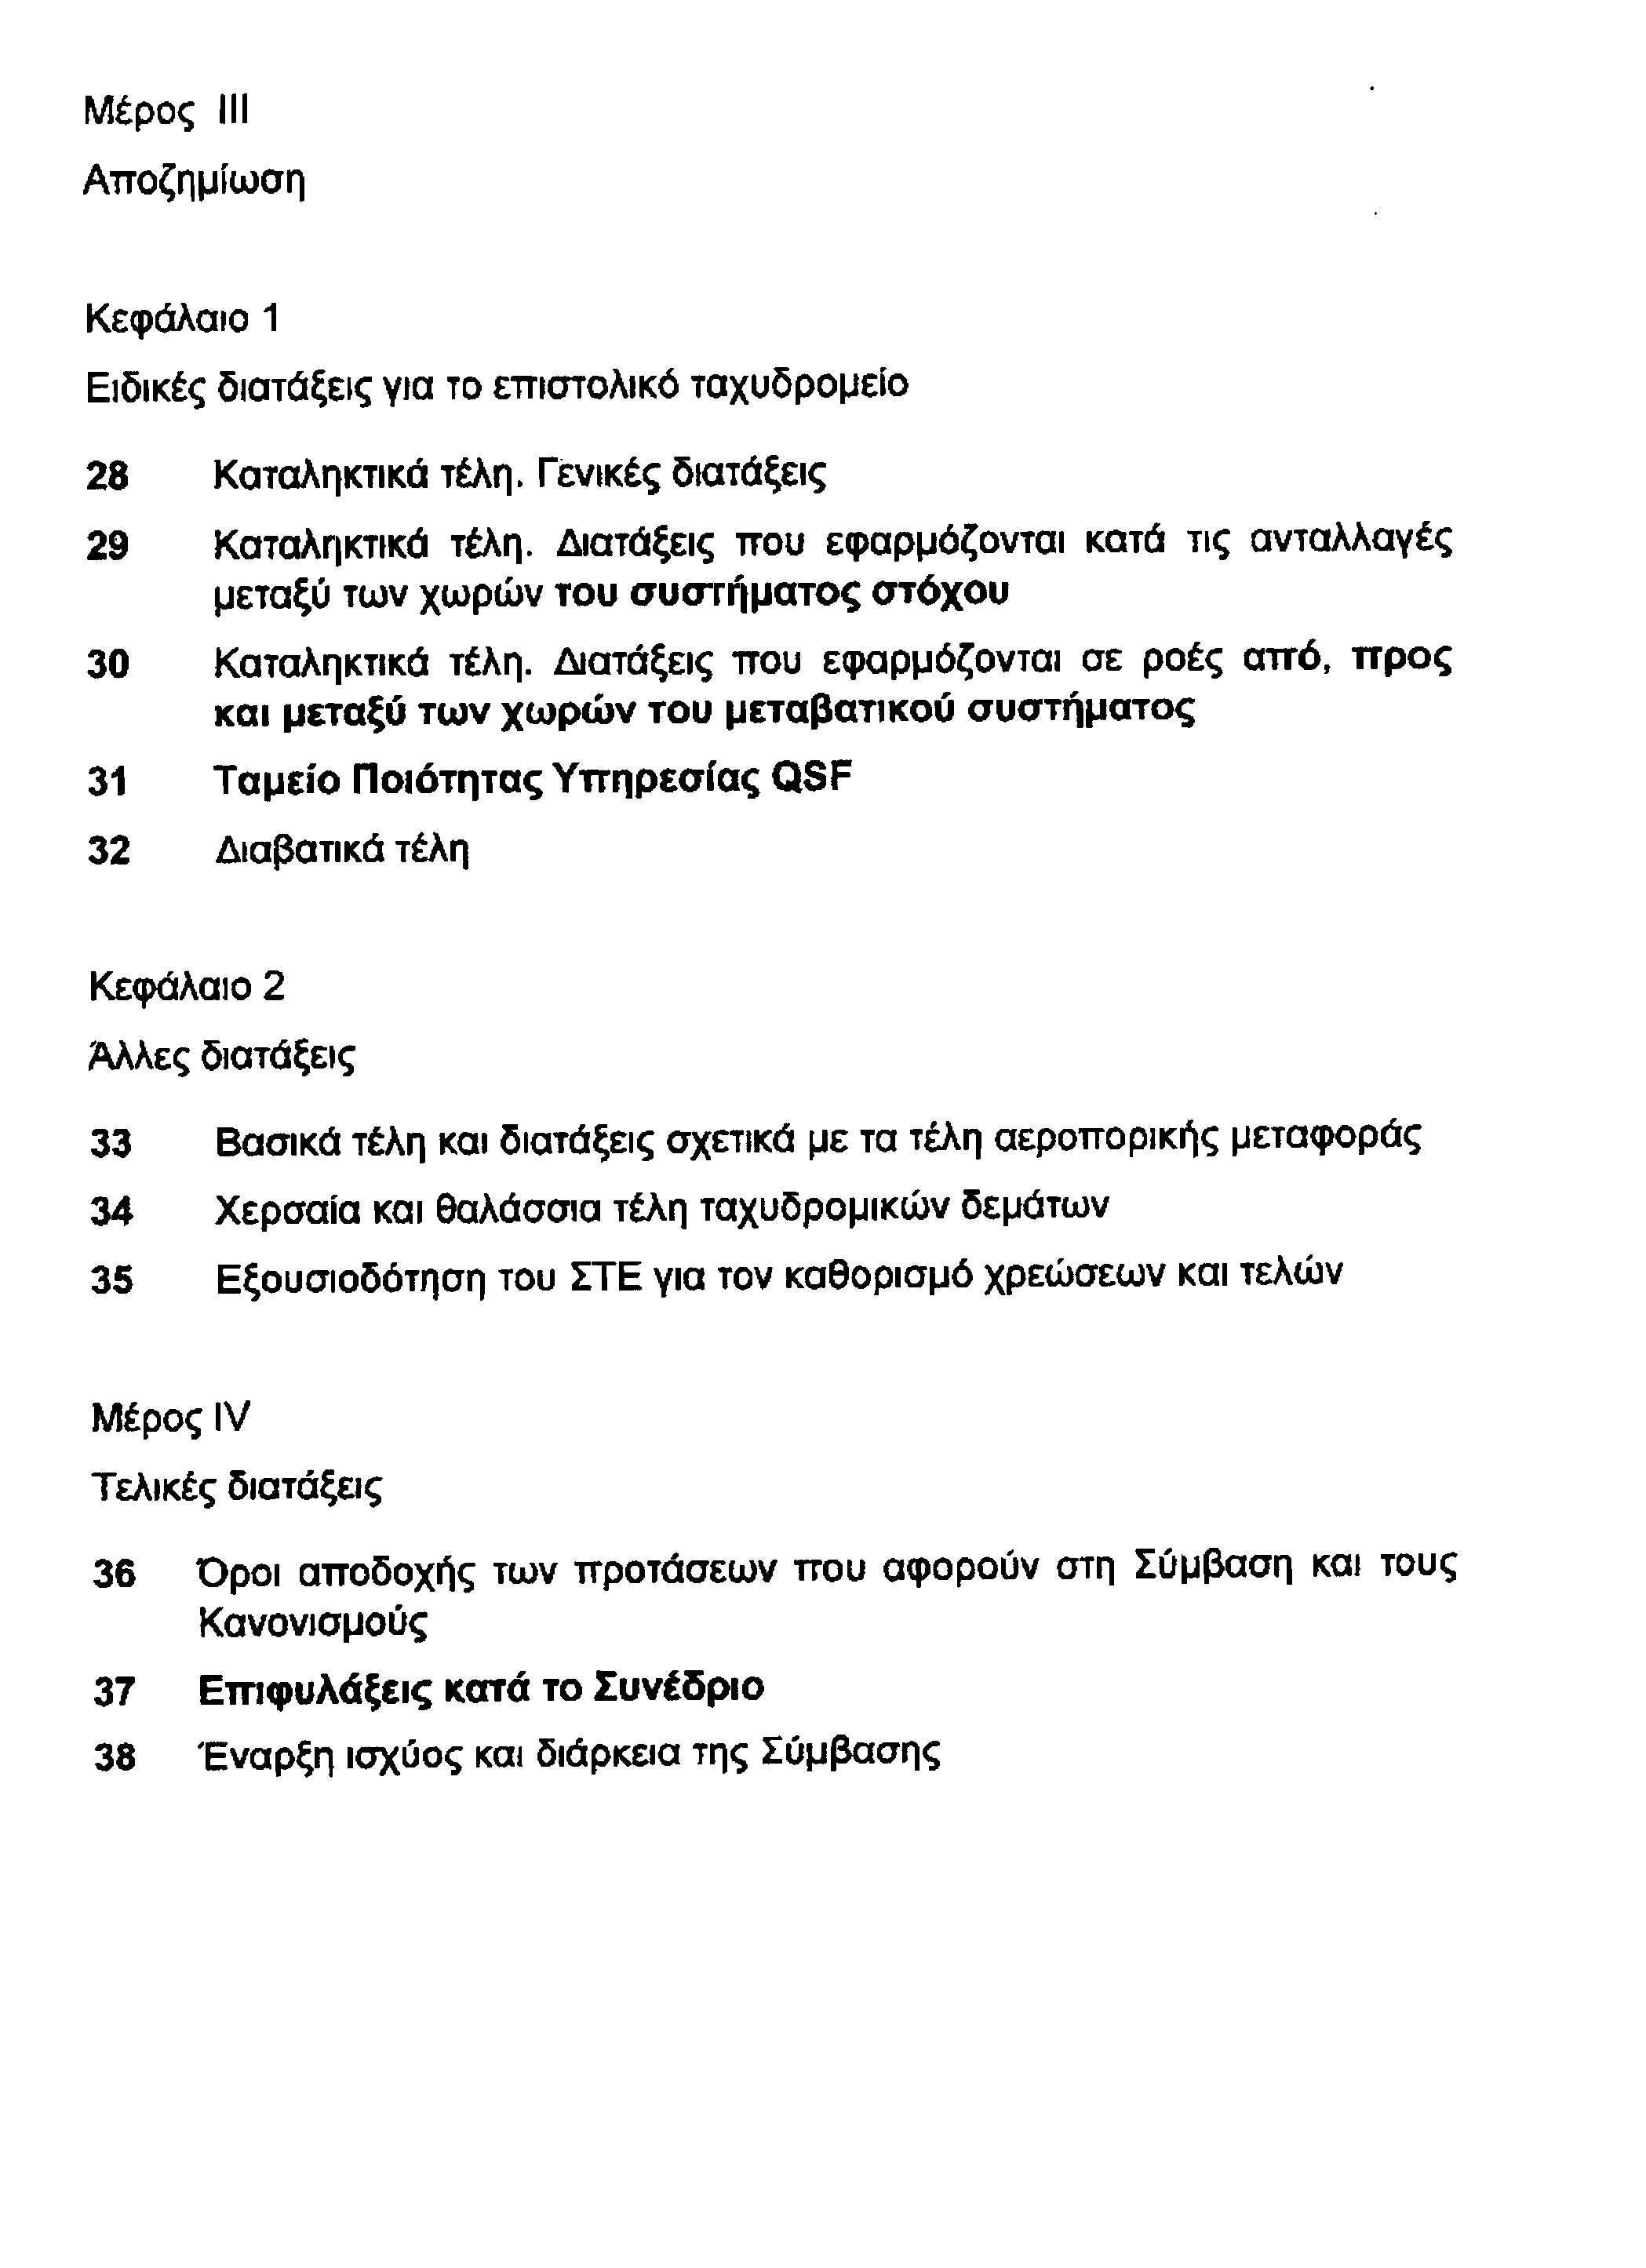 Μέρος III
Αποζημίωση
Κεφάλαιο 1
Ειδικές διατάξεις για το επιστολικό ταχυδρομείο
28 Καταληκτικά τέλη. Γενικές διατάξεις
29 Καταληκτικά τέλη. Διατάξεις που εφαρμόζονται κατά τις ανταλλαγές
μεταξύ των χωρών του συστήματος στόχου
30 Καταληκτικά τέλη. Διατάξεις που εφαρμόζονται σε ροές από, προς
και μεταξύ των χωρών του μεταβατικού συστήματος
31 Ταμείο Ποιότητας Υπηρεσίας QSF
32 Διαβατικά τέλη
Κεφάλαιο 2
Άλλες διατάξεις
33 Βασικά τέλη και διατάξεις σχετικά με τα τέλη αεροπορικής μεταφοράς
34 Χερσαία και θαλάσσια τέλη ταχυδρομικών δεμάτων
35 Εξουσιοδότηση του ΣΤΕ για τον καθορισμό χρεώσεων και τελών
Μέρος IV
Τελικές διατάξεις
36 Όροι αποδοχής των προτάσεων που αφορούν στη Σύμβαση και τους
Κανονισμούς
37 Επιφυλάξεις κατά το Συνέδριο
38 Έναρξη ισχύος και διάρκεια της Σύμβασης